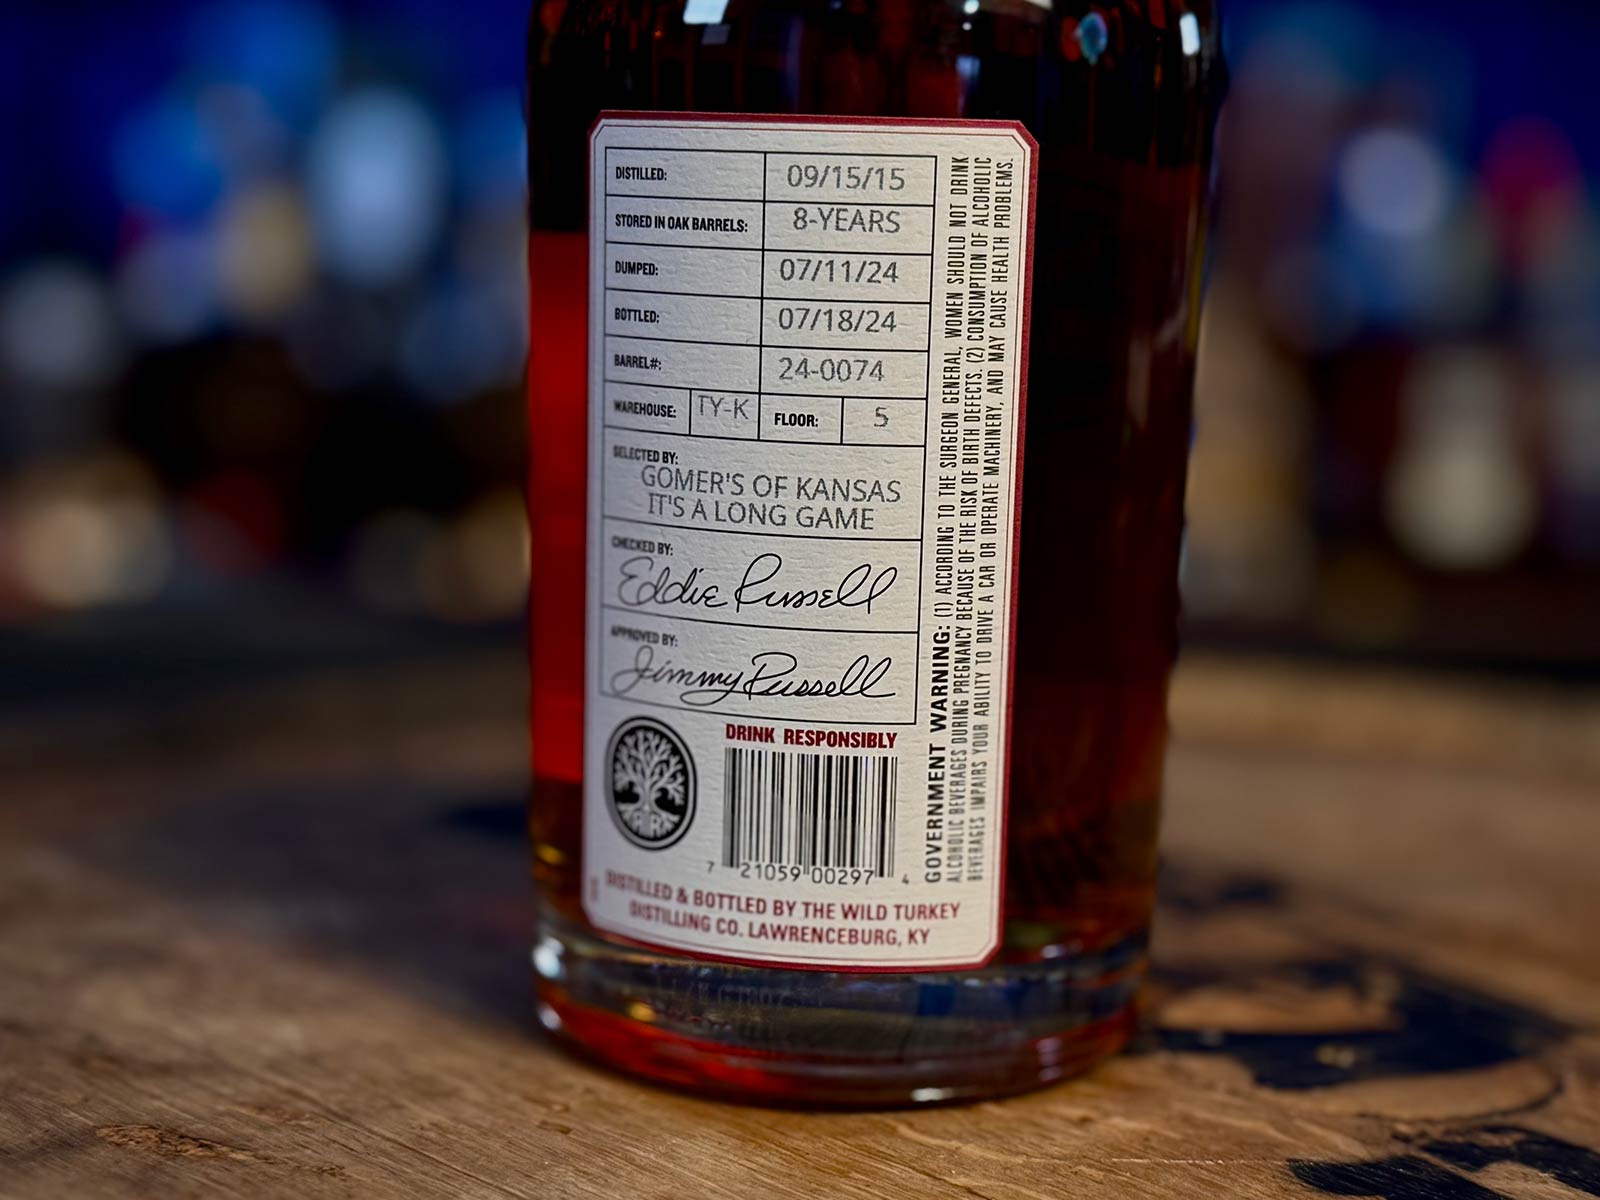 DISTILLED: 09/15/15
STORED IN OAK BARRELS: 8-YEARS
DUMPED: 07/11/24
BOTTLED: 07/18/24
BARREL#: 24-0074
WAREHOUSE: TY-K FLOOR: 5
SELECTED BY:
GOMER'S OF KANSAS
IT'S A LONG GAME
CHECKED BY:
Eddie Russell
APPROVED BY:
Jimmy Russell
DRINK RESPONSIBLY
7 21059 00297 4
DISTILLED & BOTTLED BY THE WILD TURKEY
DISTILLING CO. LAWRENCEBURG, KY
GOVERNMENT WARNING: (1) ACCORDING TO THE SURGEON GENERAL, WOMEN SHOULD NOT DRINK
ALCOHOLIC BEVERAGES DURING PREGNANCY BECAUSE OF THE RISK OF BIRTH DEFECTS. (2) CONSUMPTION OF ALCOHOLIC
BEVERAGES IMPAIRS YOUR ABILITY TO DRIVE A CAR OR OPERATE MACHINERY, AND MAY CAUSE HEALTH PROBLEMS.